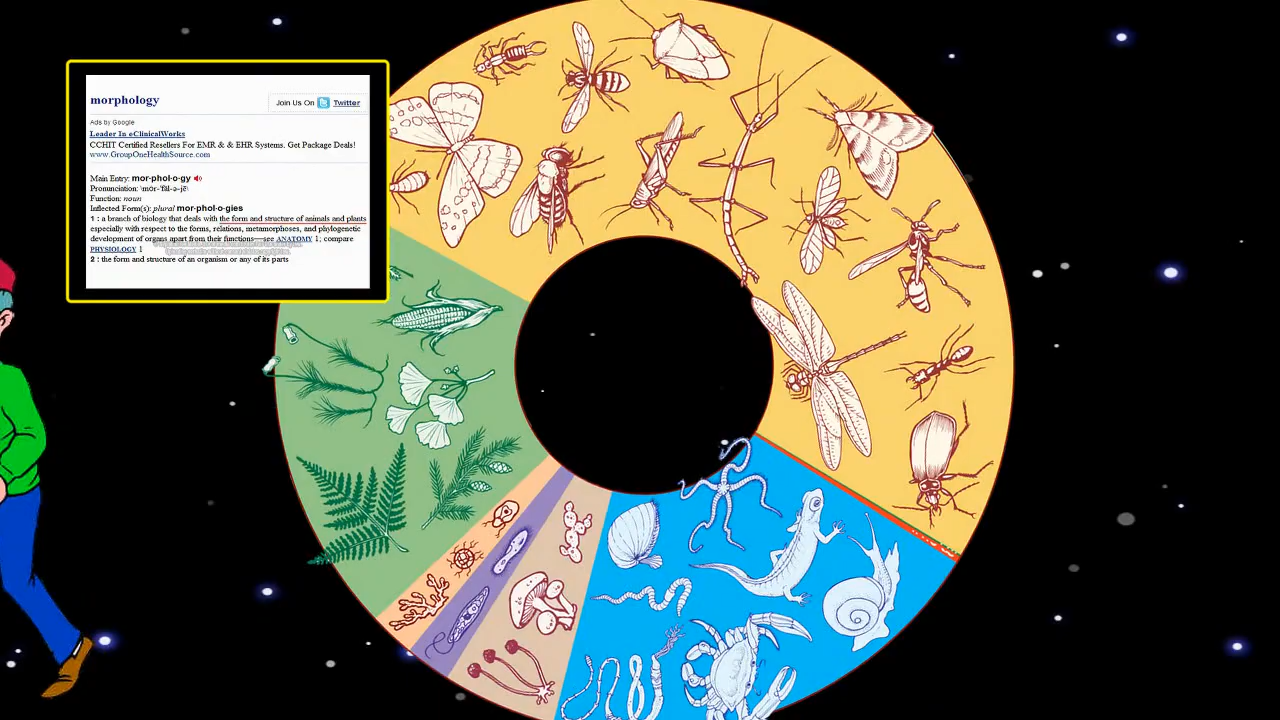 morphology
Join Us On Twitter
Ads by Google
Leader In eClinicalWorks
CCHIT Certified Resellers For EMR & & EHR Systems. Get Package Deals!
www.GroupOneHealthSource.com
Main Entry: mor·phol·o·gy
Pronunciation: \mȯr-ˈfäl-ə-jē\
Function: noun
Inflected Form(s): plural mor·phol·o·gies
1 : a branch of biology that deals with the form and structure of animals and plants
especially with respect to the forms, relations, metamorphoses, and phylogenetic
development of organs apart from their functions—see ANATOMY 1; compare
PHYSIOLOGY 1
2 : the form and structure of an organism or any of its parts